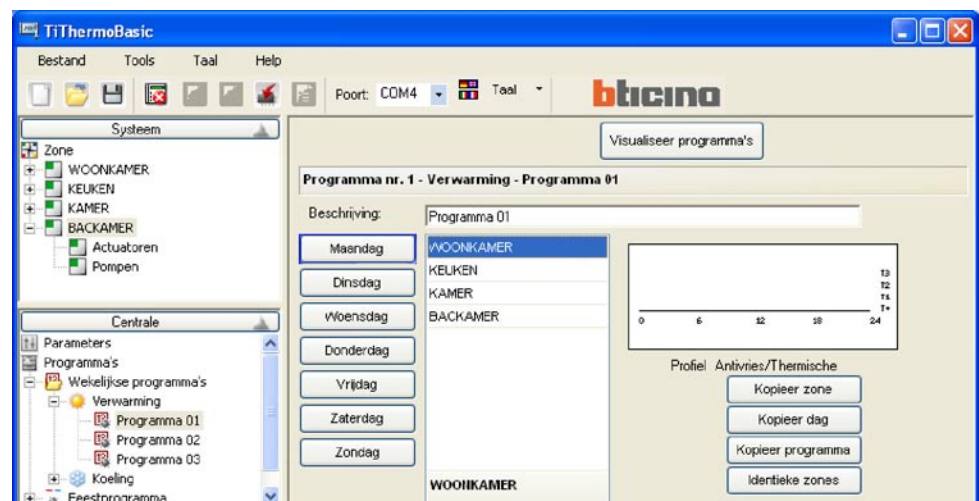 TiThermoBasic
Bestand Tools Taal Help
Poort: COM4 Taal bticino
Systeem
Zone
WOONKAMER
KEUKEN
KAMER
BACKAMER
Actuatoren
Pompen
Centrale
Parameters
Programma's
Wekelijkse programma's
Verwarming
Programma 01
Programma 02
Programma 03
Koeling
Feestprogramma
Visualiseer programma's
Programma nr. 1 - Verwarming - Programma 01
Beschrijving: Programma 01
Maandag
Dinsdag
Woensdag
Donderdag
Vrijdag
Zaterdag
Zondag
WOONKAMER
KEUKEN
KAMER
BACKAMER
WOONKAMER
T3
T2
T1
T*
0 6 12 18 24
Profiel Antivries/Thermische
Kopieer zone
Kopieer dag
Kopieer programma
Identieke zones